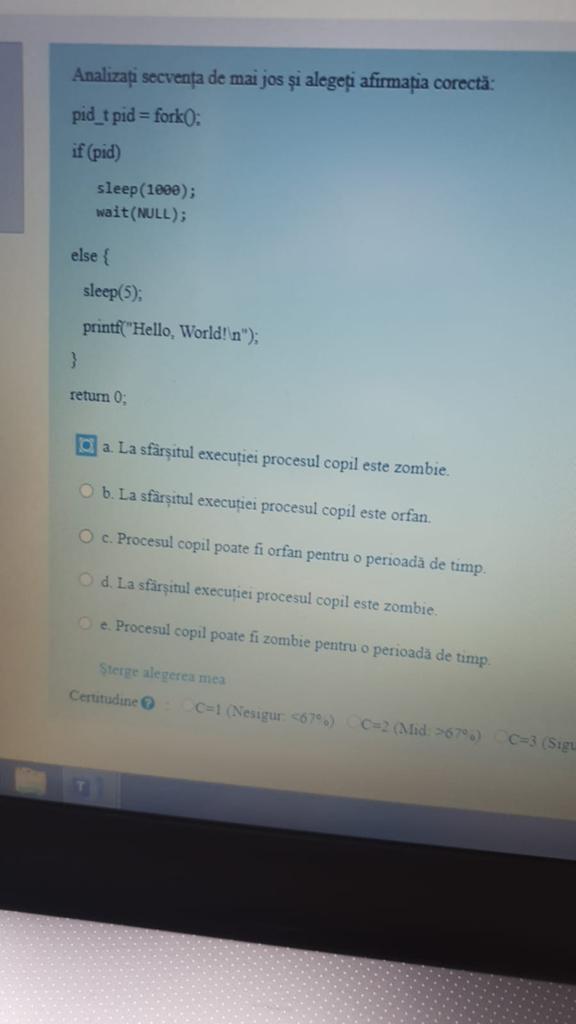 Analizați secvența de mai jos și alegeți afirmația corectă:
pid_t pid = fork();
if (pid)
sleep(1000);
wait(NULL);
else {
sleep(5);
printf("Hello, World!\n");
}
return 0;
a. La sfârșitul execuției procesul copil este zombie.
b. La sfârșitul execuției procesul copil este orfan.
c. Procesul copil poate fi orfan pentru o perioadă de timp.
d. La sfârșitul execuției procesul copil este zombie.
e. Procesul copil poate fi zombie pentru o perioadă de timp.
Șterge alegerea mea
Certitudine ? : C=1 (Nesigur: <67%) C=2 (Mid: >67%) C=3 (Sigu
T